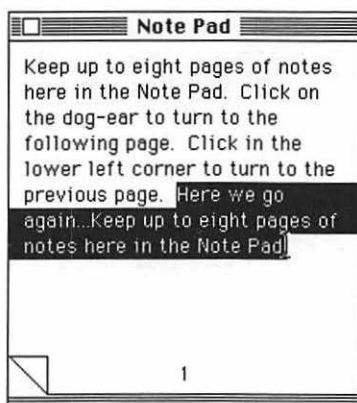 Note Pad
Keep up to eight pages of notes
here in the Note Pad. Click on
the dog-ear to turn to the
following page. Click in the
lower left corner to turn to the
previous page. Here we go
again...Keep up to eight pages of
notes here in the Note Pad
1